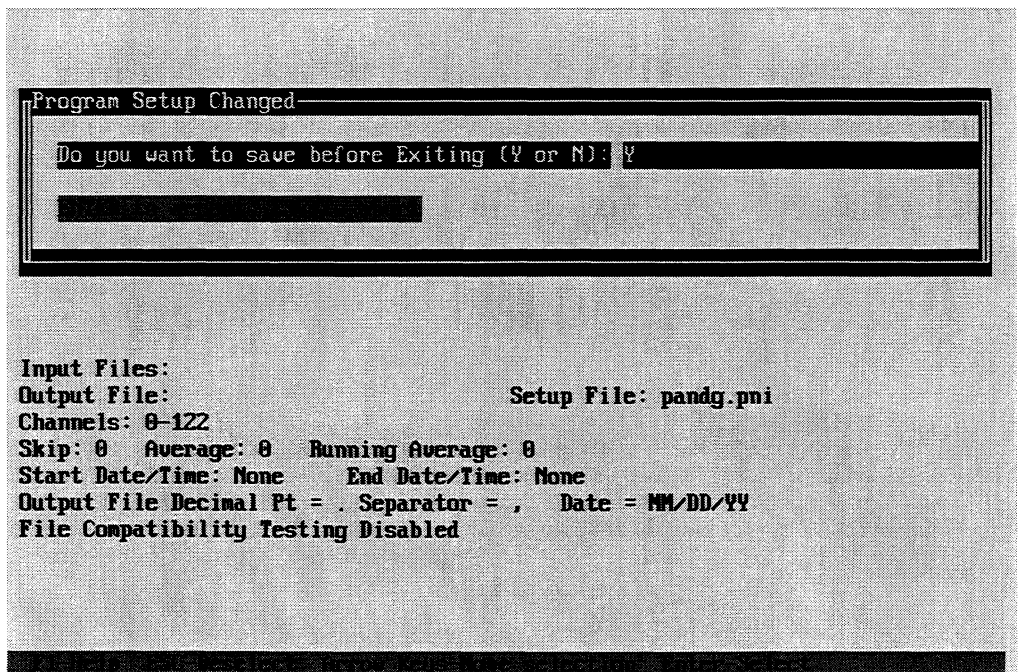 Program Setup Changed
Do you want to save before Exiting (Y or N): Y
Input Files:
Output File: Setup File: pandg.pni
Channels: 0-122
Skip: 0 Average: 0 Running Average: 0
Start Date/Time: None End Date/Time: None
Output File Decimal Pt = . Separator = , Date = MM/DD/YY
File Compatibility Testing Disabled